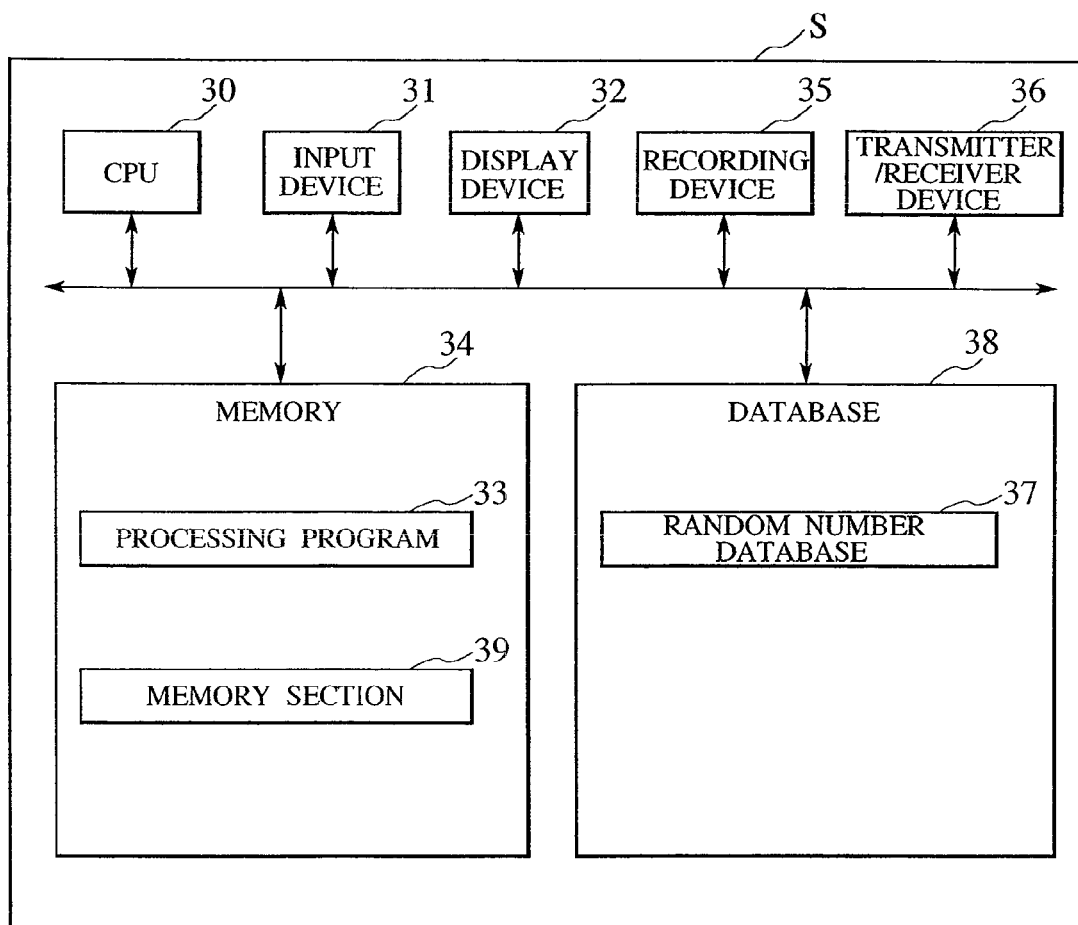 S
30
31
32
35
36
CPU
INPUT
DEVICE
DISPLAY
DEVICE
RECORDING
DEVICE
TRANSMITTER
/RECEIVER
DEVICE
34
38
MEMORY
DATABASE
33
37
PROCESSING PROGRAM
RANDOM NUMBER
DATABASE
39
MEMORY SECTION